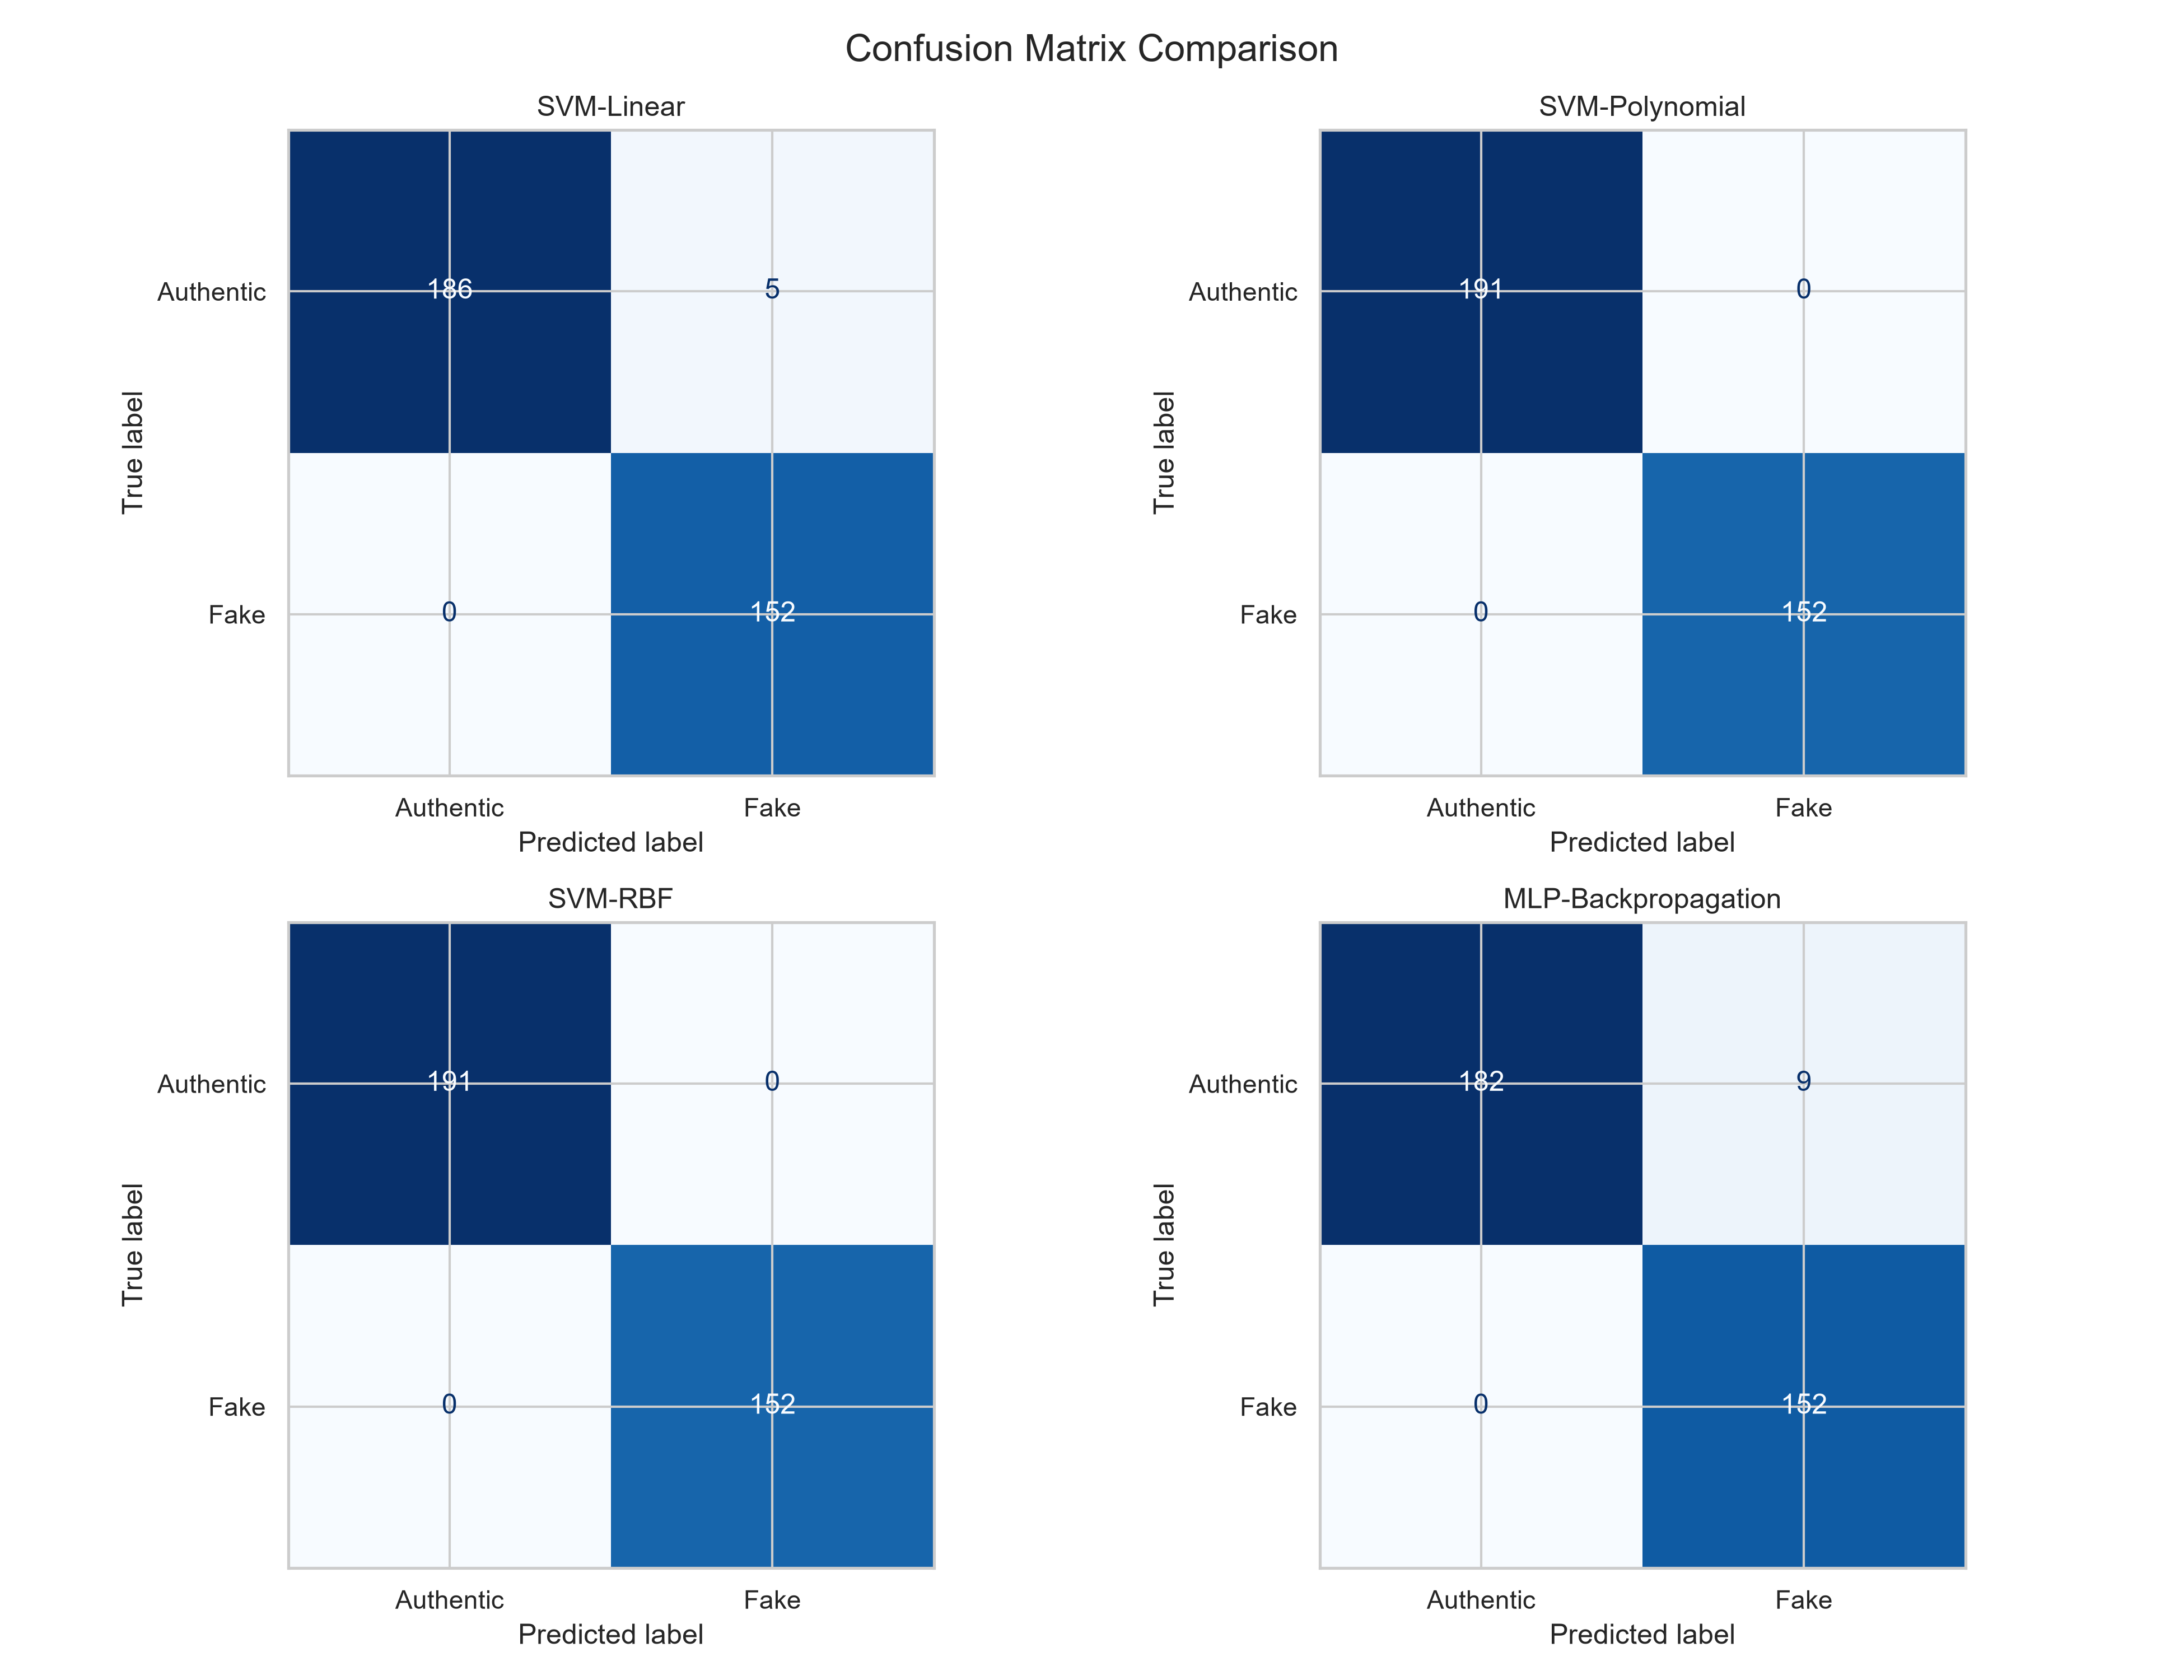 Confusion Matrix Comparison
SVM-Linear
True label
Authentic
186
5
Fake
0
152
Authentic
Fake
Predicted label
SVM-Polynomial
True label
Authentic
191
0
Fake
0
152
Authentic
Fake
Predicted label
SVM-RBF
True label
Authentic
191
0
Fake
0
152
Authentic
Fake
Predicted label
MLP-Backpropagation
True label
Authentic
182
9
Fake
0
152
Authentic
Fake
Predicted label